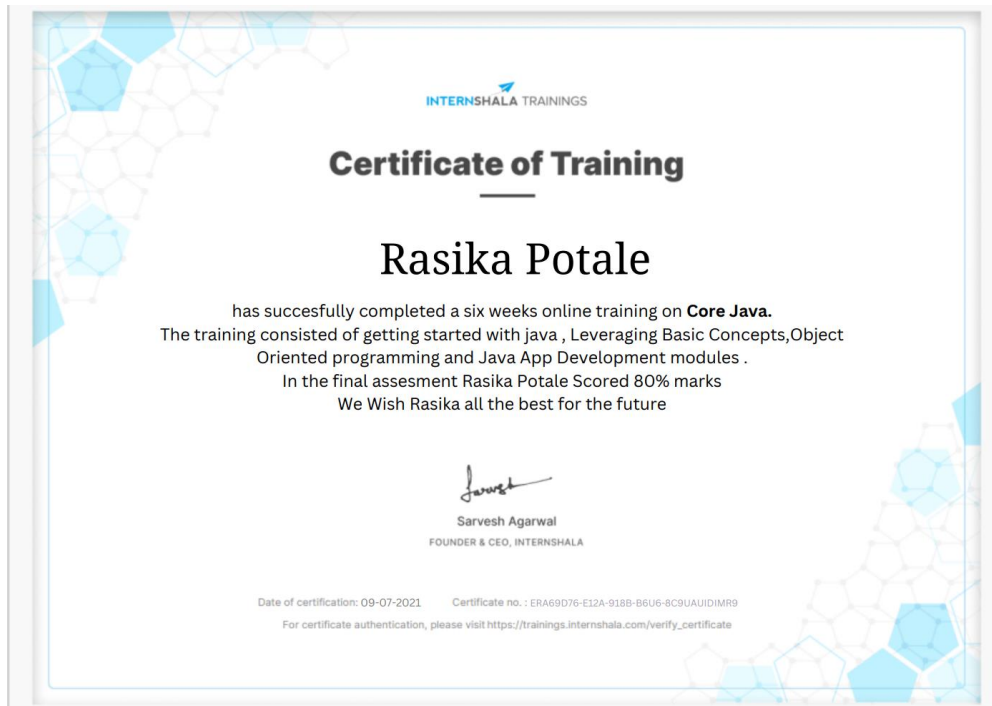 INTERNSHALA TRAININGS
Certificate of Training
Rasika Potale
has succesfully completed a six weeks online training on Core Java.
The training consisted of getting started with java , Leveraging Basic Concepts,Object
Oriented programming and Java App Development modules .
In the final assesment Rasika Potale Scored 80% marks
We Wish Rasika all the best for the future
Sarvesh
Sarvesh Agarwal
FOUNDER & CEO, INTERNSHALA
Date of certification: 09-07-2021 Certificate no. : ERA69D76-E12A-918B-B6U6-8C9UAUIDIMR9
For certificate authentication, please visit https://trainings.internshala.com/verify_certificate